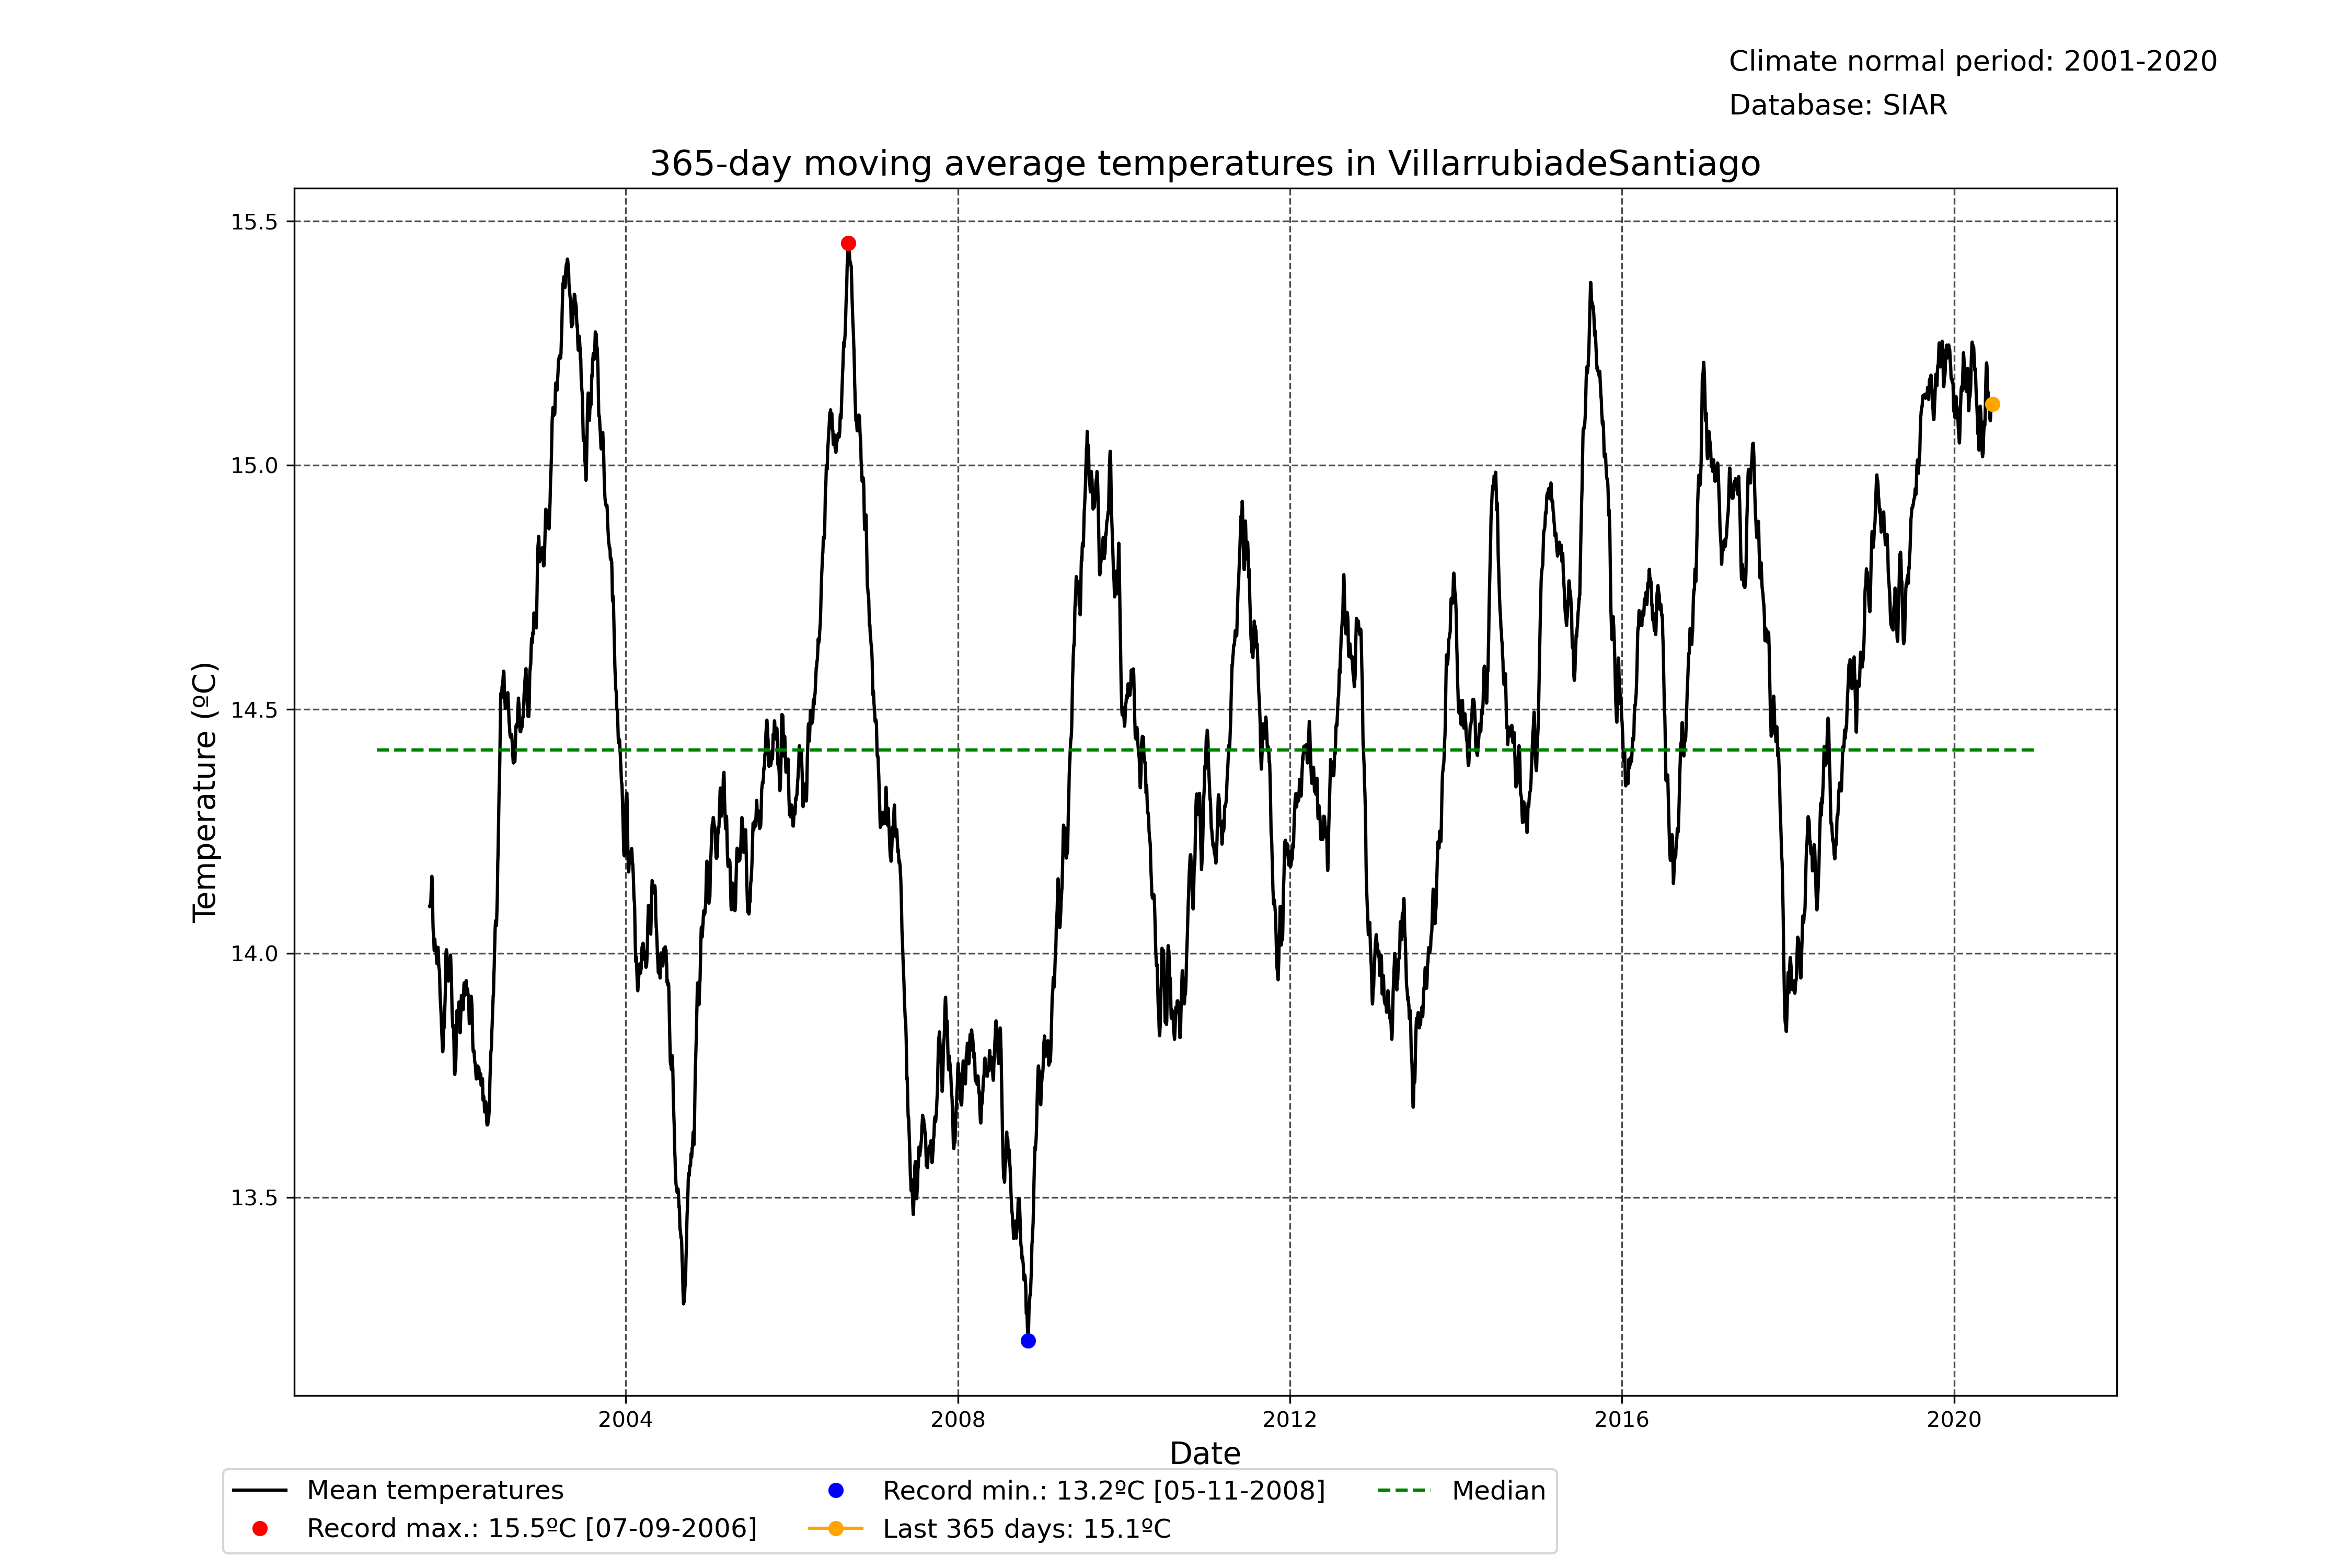 Climate normal period: 2001-2020
Database: SIAR
365-day moving average temperatures in VillarrubiadeSantiago
Temperature (ºC)
15.5
15.0
14.5
14.0
13.5
2004 2008 2012 2016 2020
Date
Mean temperatures
Record max.: 15.5ºC [07-09-2006]
Record min.: 13.2ºC [05-11-2008]
Last 365 days: 15.1ºC
Median